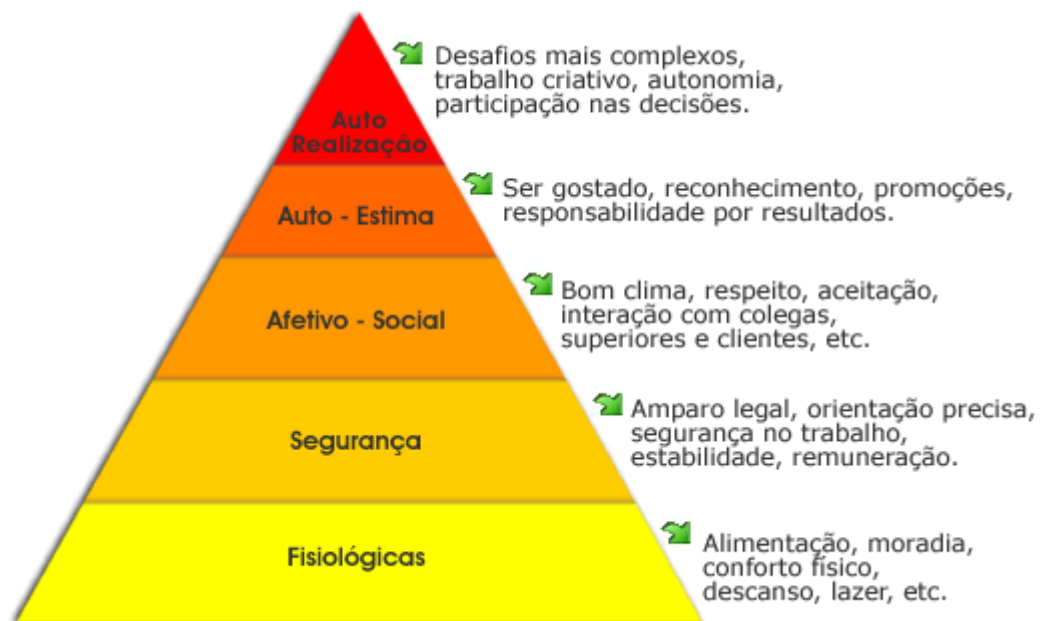 Desafios mais complexos,
trabalho criativo, autonomia,
participação nas decisões.
Auto
Realização
Ser gostado, reconhecimento, promoções,
responsabilidade por resultados.
Auto - Estima
Bom clima, respeito, aceitação,
interação com colegas,
superiores e clientes, etc.
Afetivo - Social
Amparo legal, orientação precisa,
segurança no trabalho,
estabilidade, remuneração.
Segurança
Alimentação, moradia,
conforto físico,
descanso, lazer, etc.
Fisiológicas